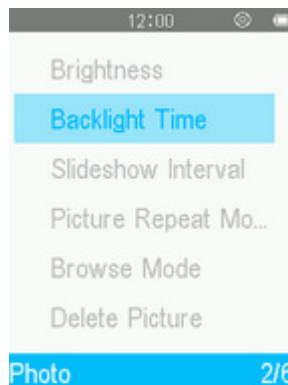 12:00
Brightness
Backlight Time
Slideshow Interval
Picture Repeat Mo...
Browse Mode
Delete Picture
Photo 2/6